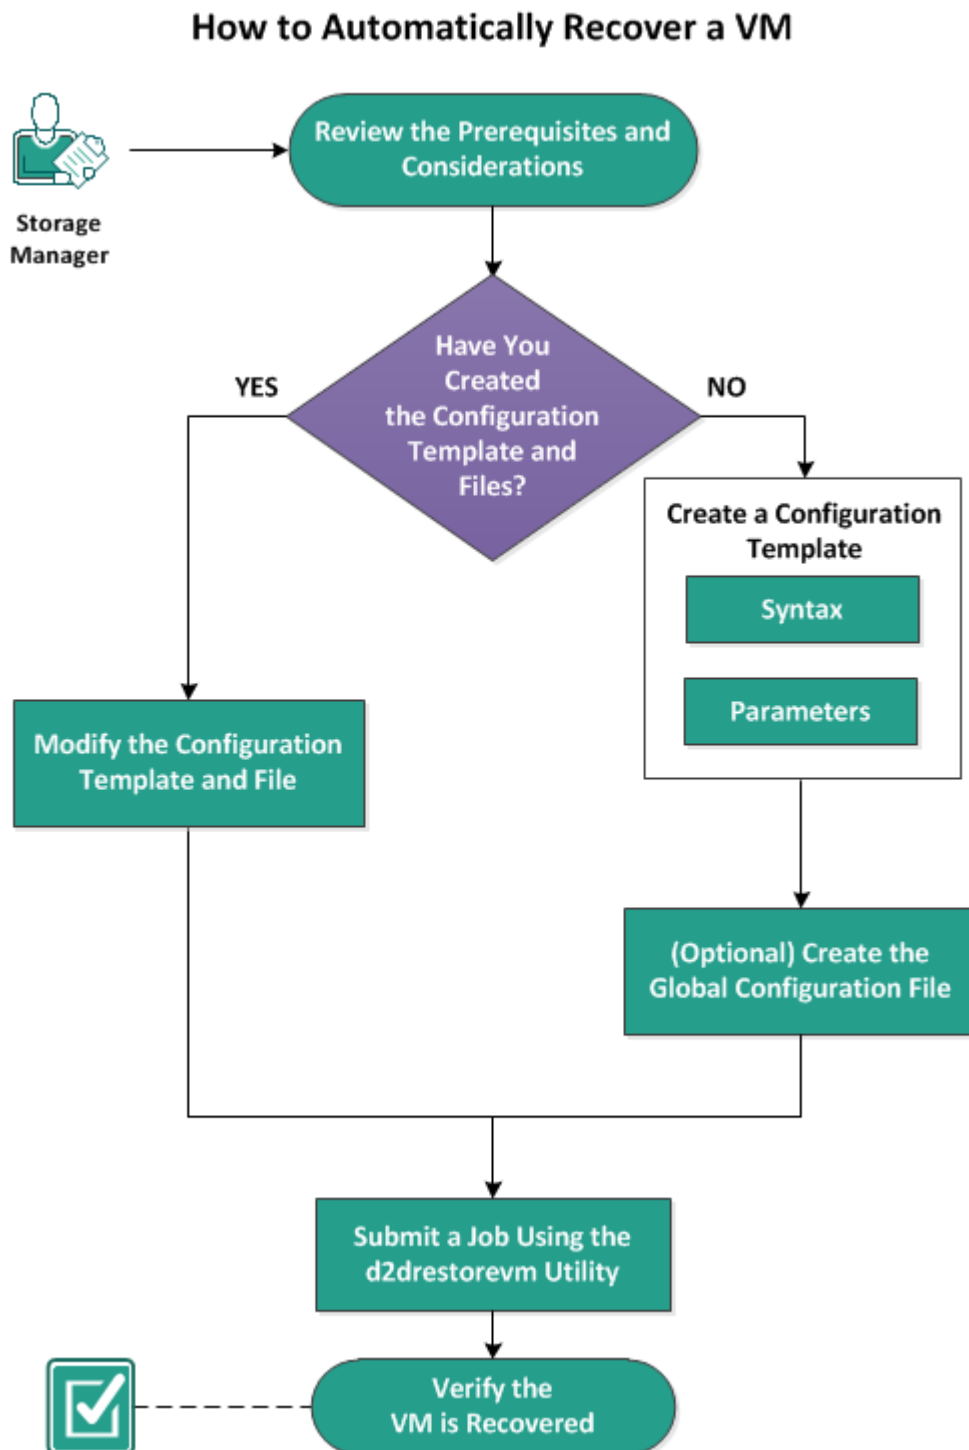 How to Automatically Recover a VM
Storage
Manager
Review the Prerequisites and
Considerations
Have You
Created
the Configuration
Template and
Files?
YES
NO
Create a Configuration
Template
Syntax
Parameters
Modify the Configuration
Template and File
(Optional) Create the
Global Configuration File
Submit a Job Using the
d2drestorevm Utility
Verify the
VM is Recovered